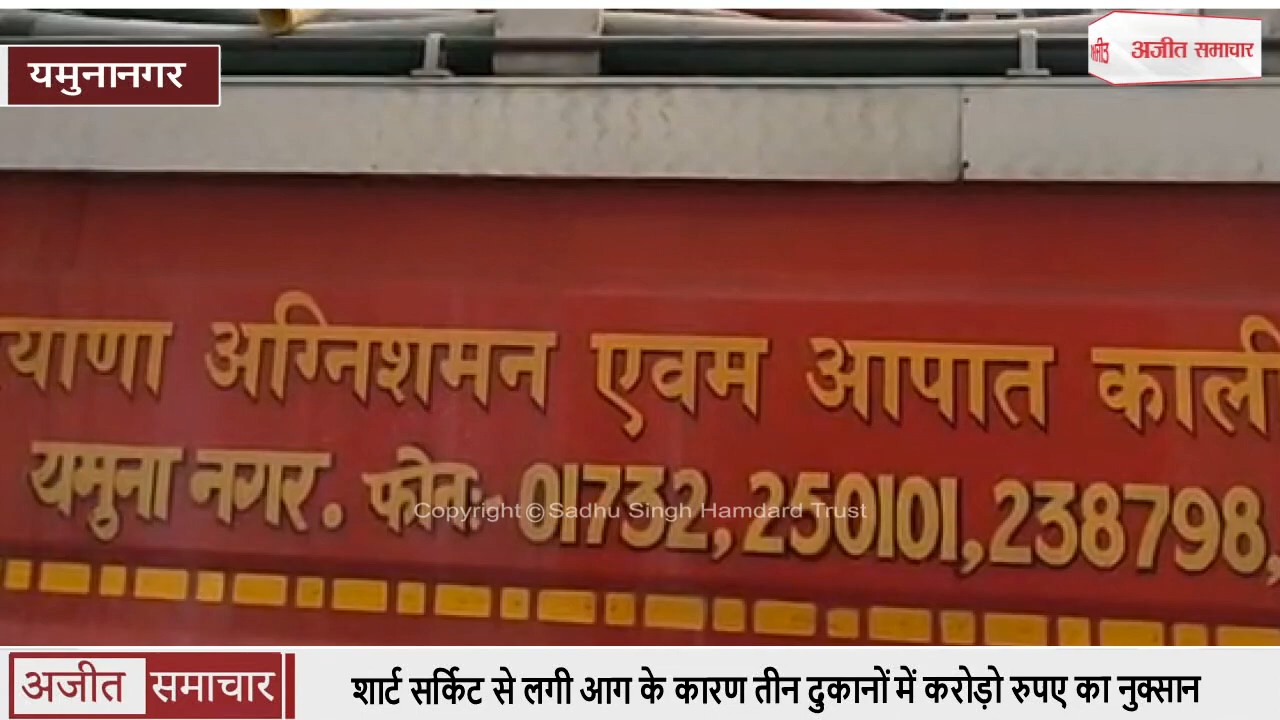 यमुनानगर
ਅਜੀਤ अजीत समाचार
याणा अग्निशमन एवम आपात काली
यमुना नगर. फोन:- 01732, 250101, 238798,
Copyright © Sadhu Singh Hamdard Trust
अजीत समाचार
शार्ट सर्किट से लगी आग के कारण तीन दुकानों में करोड़ो रुपए का नुक्सान